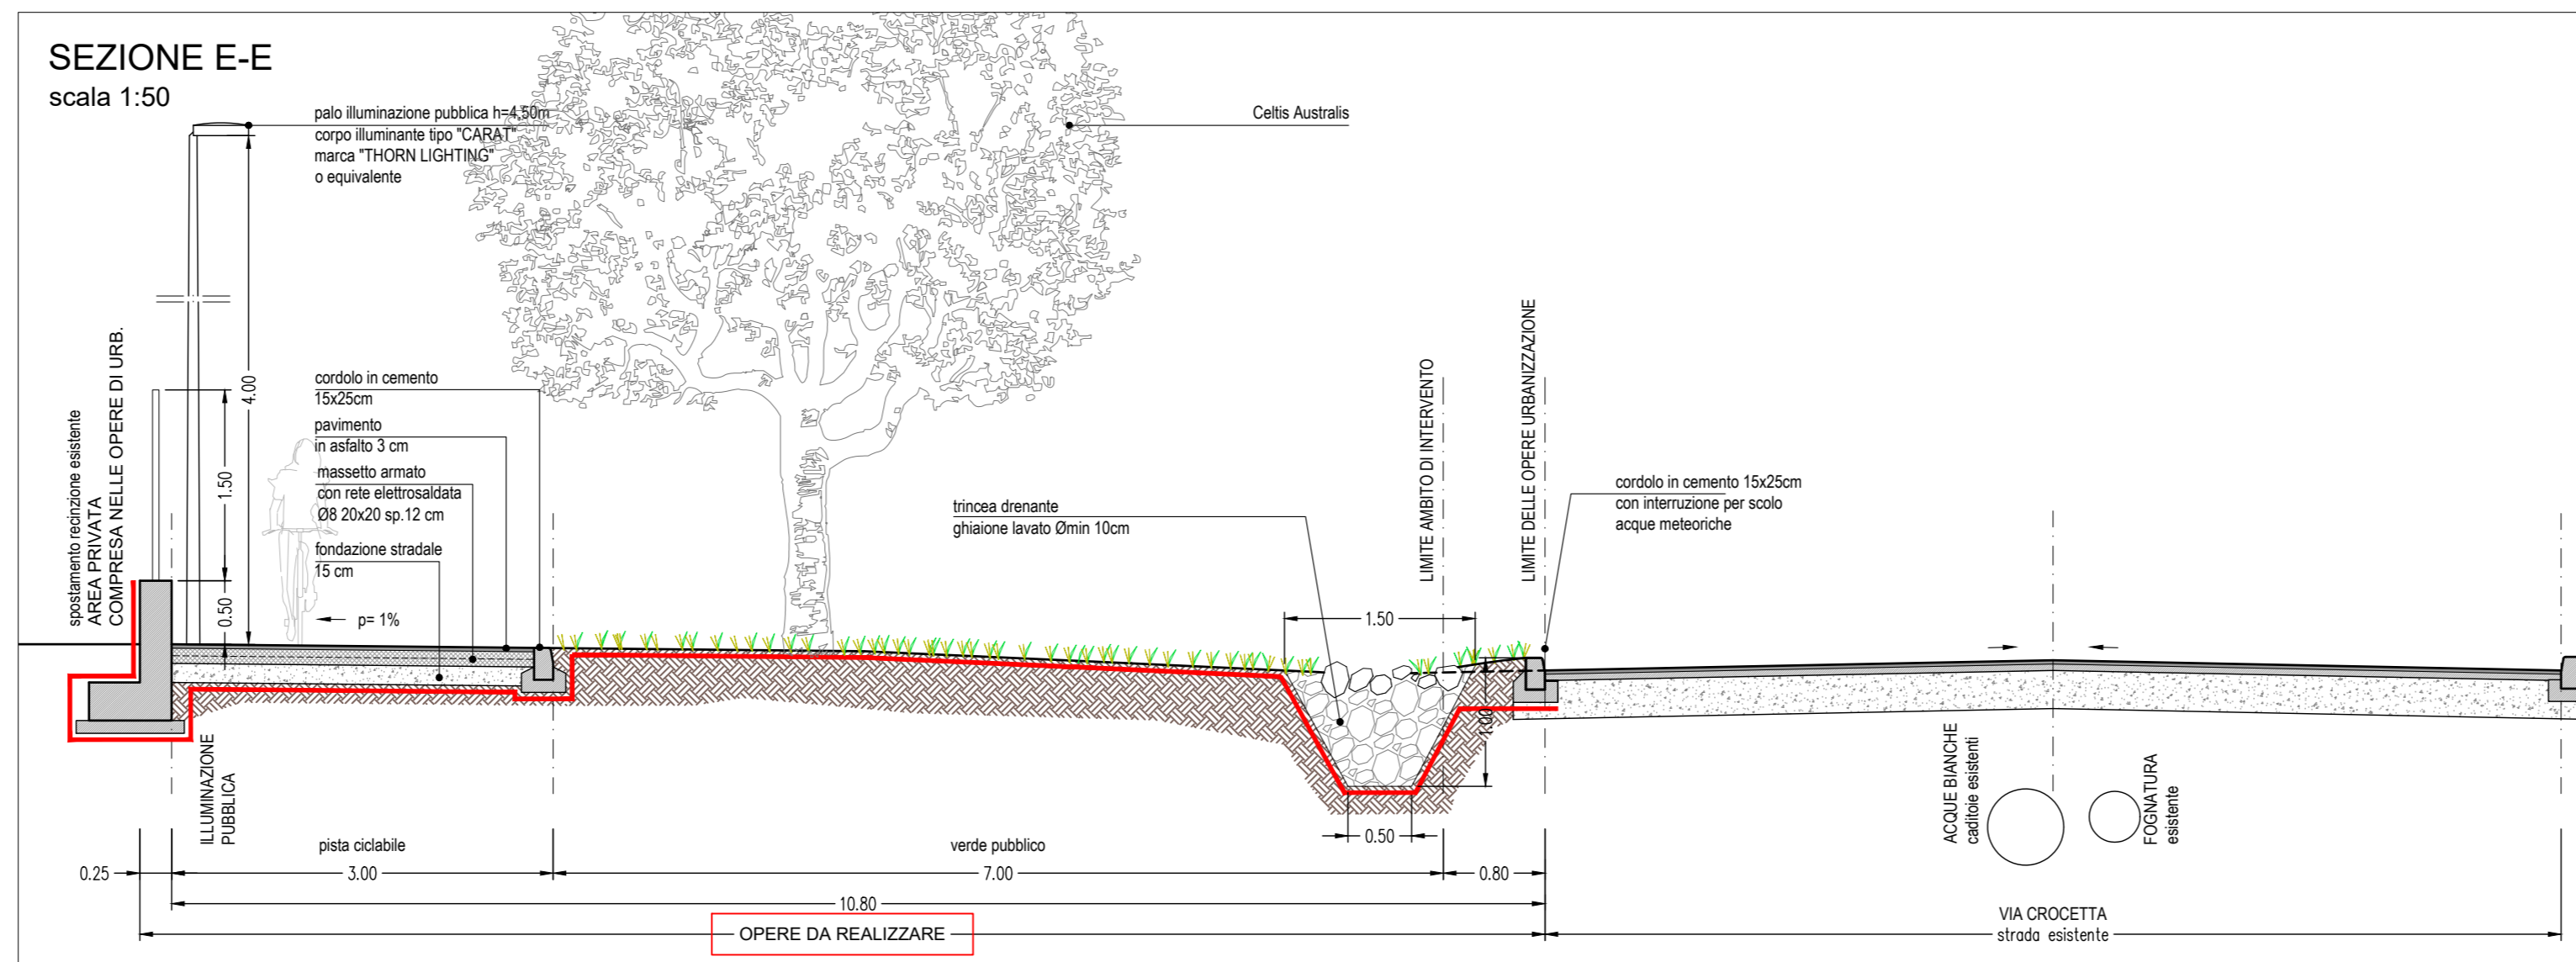 SEZIONE E-E
scala 1:50
palo illuminazione pubblica h=4,50m
corpo illuminante tipo "CARAT"
marca "THORN LIGHTING"
o equivalente
Celtis Australis
spostamento recinzione esistente
AREA PRIVATA
COMPRESA NELLE OPERE DI URB.
4.00
1.50
0.50
cordolo in cemento
15x25cm
pavimento
in asfalto 3 cm
massetto armato
con rete elettrosaldata
Ø8 20x20 sp.12 cm
fondazione stradale
15 cm
p= 1%
trincea drenante
ghiaione lavato Ømin 10cm
LIMITE AMBITO DI INTERVENTO
LIMITE DELLE OPERE URBANIZZAZIONE
cordolo in cemento 15x25cm
con interruzione per scolo
acque meteoriche
1.50
1.00
0.50
ILLUMINAZIONE
PUBBLICA
ACQUE BIANCHE
caditoie esistenti
FOGNATURA
esistente
pista ciclabile
verde pubblico
0.25
3.00
7.00
0.80
10.80
OPERE DA REALIZZARE
VIA CROCETTA
strada esistente